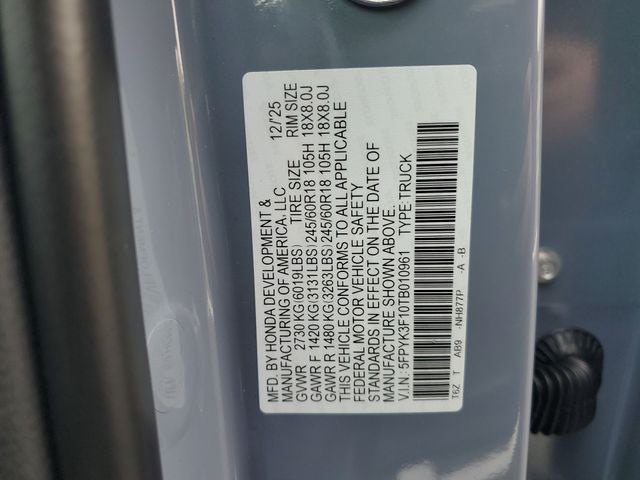 MFD. BY HONDA DEVELOPMENT &
MANUFACTURING OF AMERICA, LLC 12/25
GVWR 2730 KG(6019LBS) TIRE SIZE RIM SIZE
GAWR F 1420 KG(3131LBS) 245/60R18 105H 18X8.0J
GAWR R 1480 KG(3263LBS) 245/60R18 105H 18X8.0J
THIS VEHICLE CONFORMS TO ALL APPLICABLE
FEDERAL MOTOR VEHICLE SAFETY
STANDARDS IN EFFECT ON THE DATE OF
MANUFACTURE SHOWN ABOVE.
V.I.N.: 5FPYK3F10TB010961 TYPE: TRUCK
T6Z T AB9 -NH877P -A -B